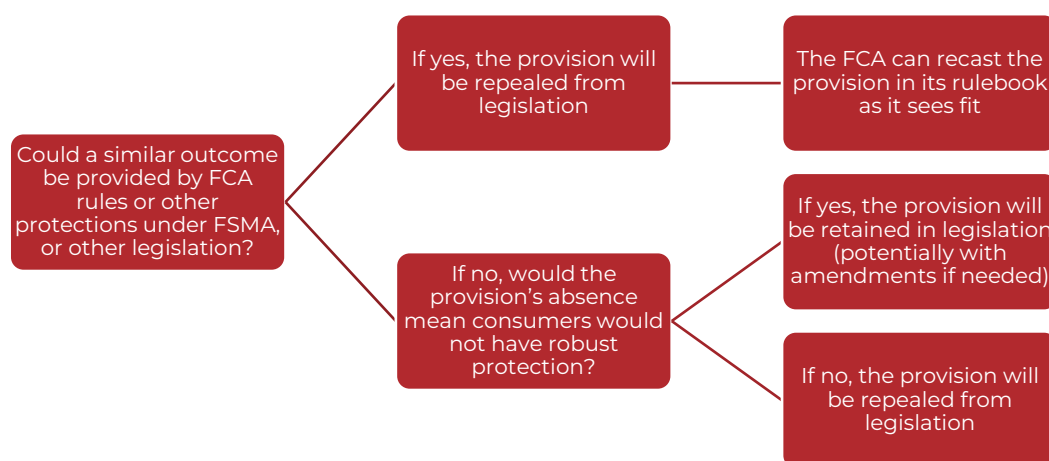 Could a similar outcome
be provided by FCA
rules or other
protections under FSMA,
or other legislation?
If yes, the provision will
be repealed from
legislation
The FCA can recast the
provision in its rulebook
as it sees fit
If no, would the
provision’s absence
mean consumers would
not have robust
protection?
If yes, the provision will
be retained in legislation
(potentially with
amendments if needed)
If no, the provision will
be repealed from
legislation